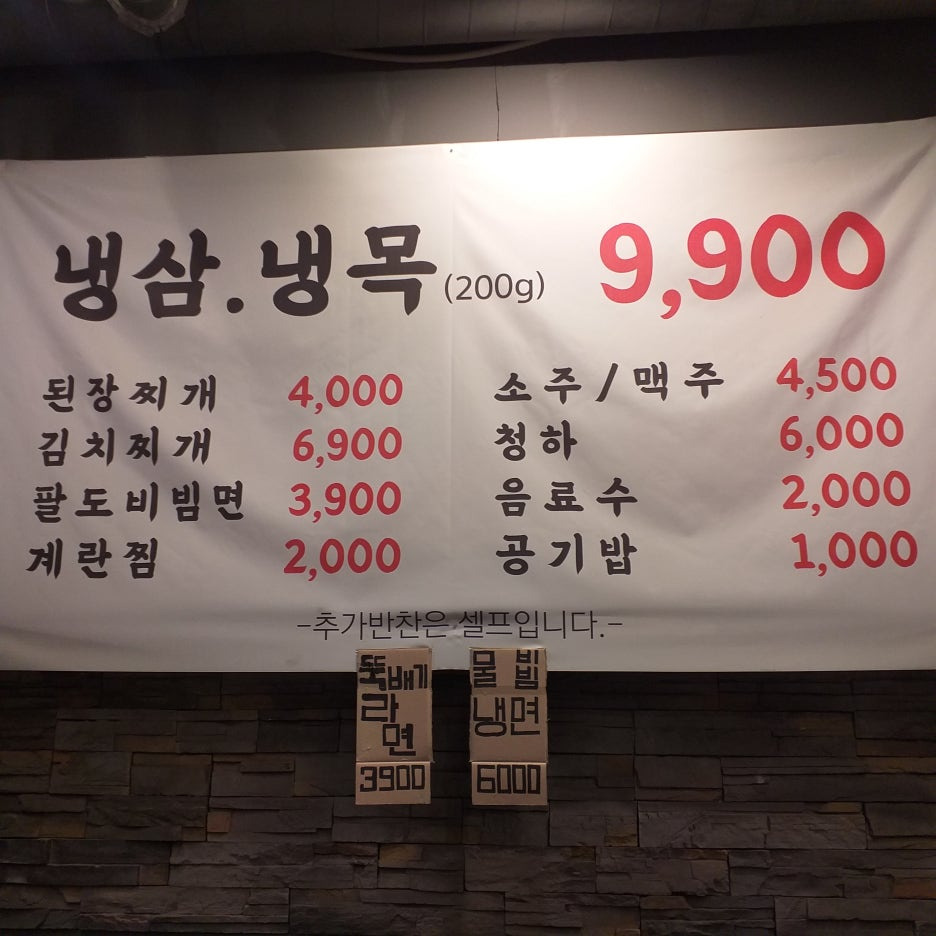 냉삼.냉목(200g) 9,900
된장찌개 4,000
김치찌개 6,900
팔도비빔면 3,900
계란찜 2,000
소주/맥주 4,500
청하 6,000
음료수 2,000
공기밥 1,000
-추가반찬은 셀프입니다.-
뚝배기
라면
3900
물 빔
냉면
6000